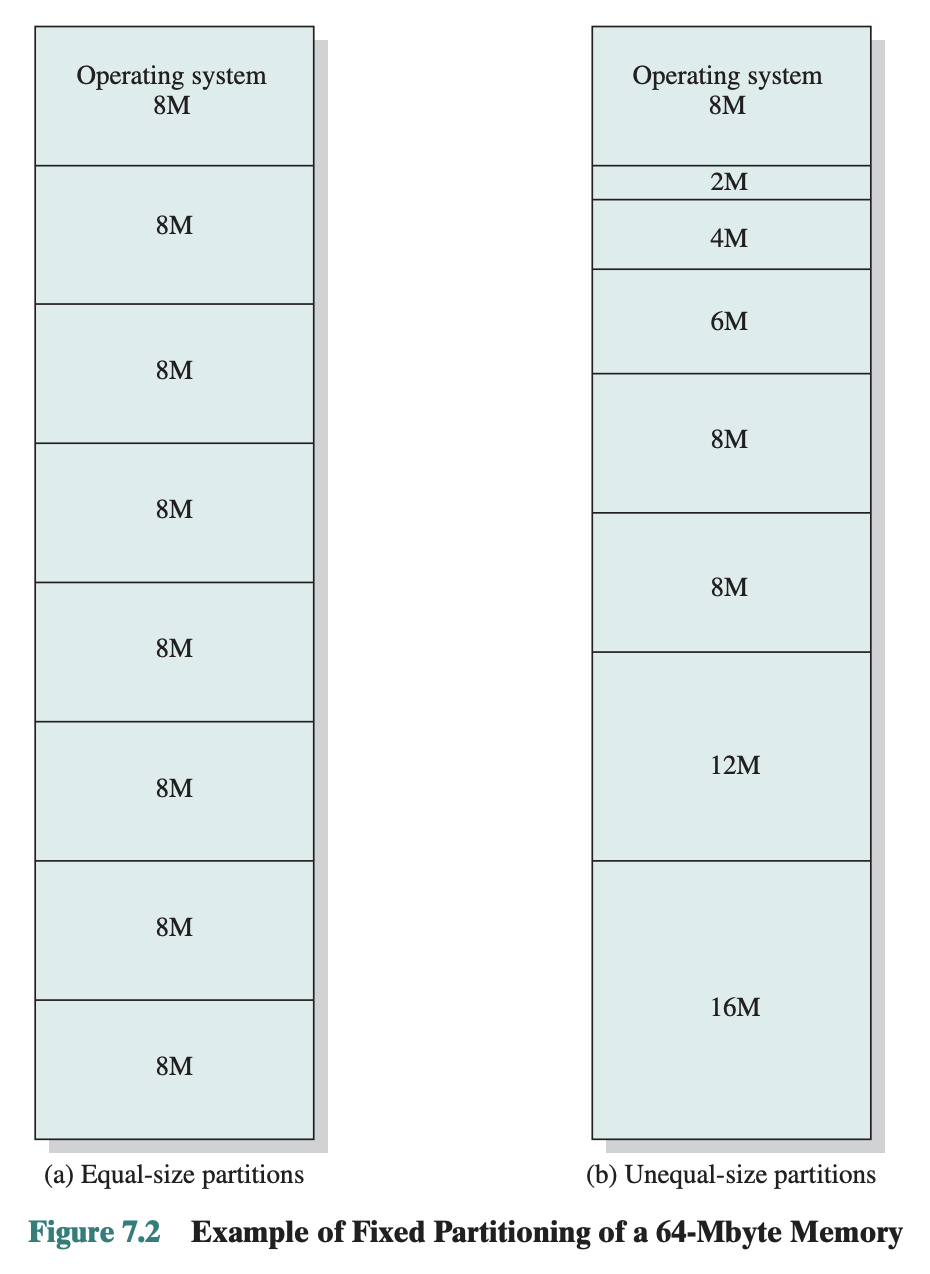 Operating system
8M
8M
8M
8M
8M
8M
8M
8M
(a) Equal-size partitions
Operating system
8M
2M
4M
6M
8M
8M
12M
16M
(b) Unequal-size partitions
Figure 7.2 Example of Fixed Partitioning of a 64-Mbyte Memory